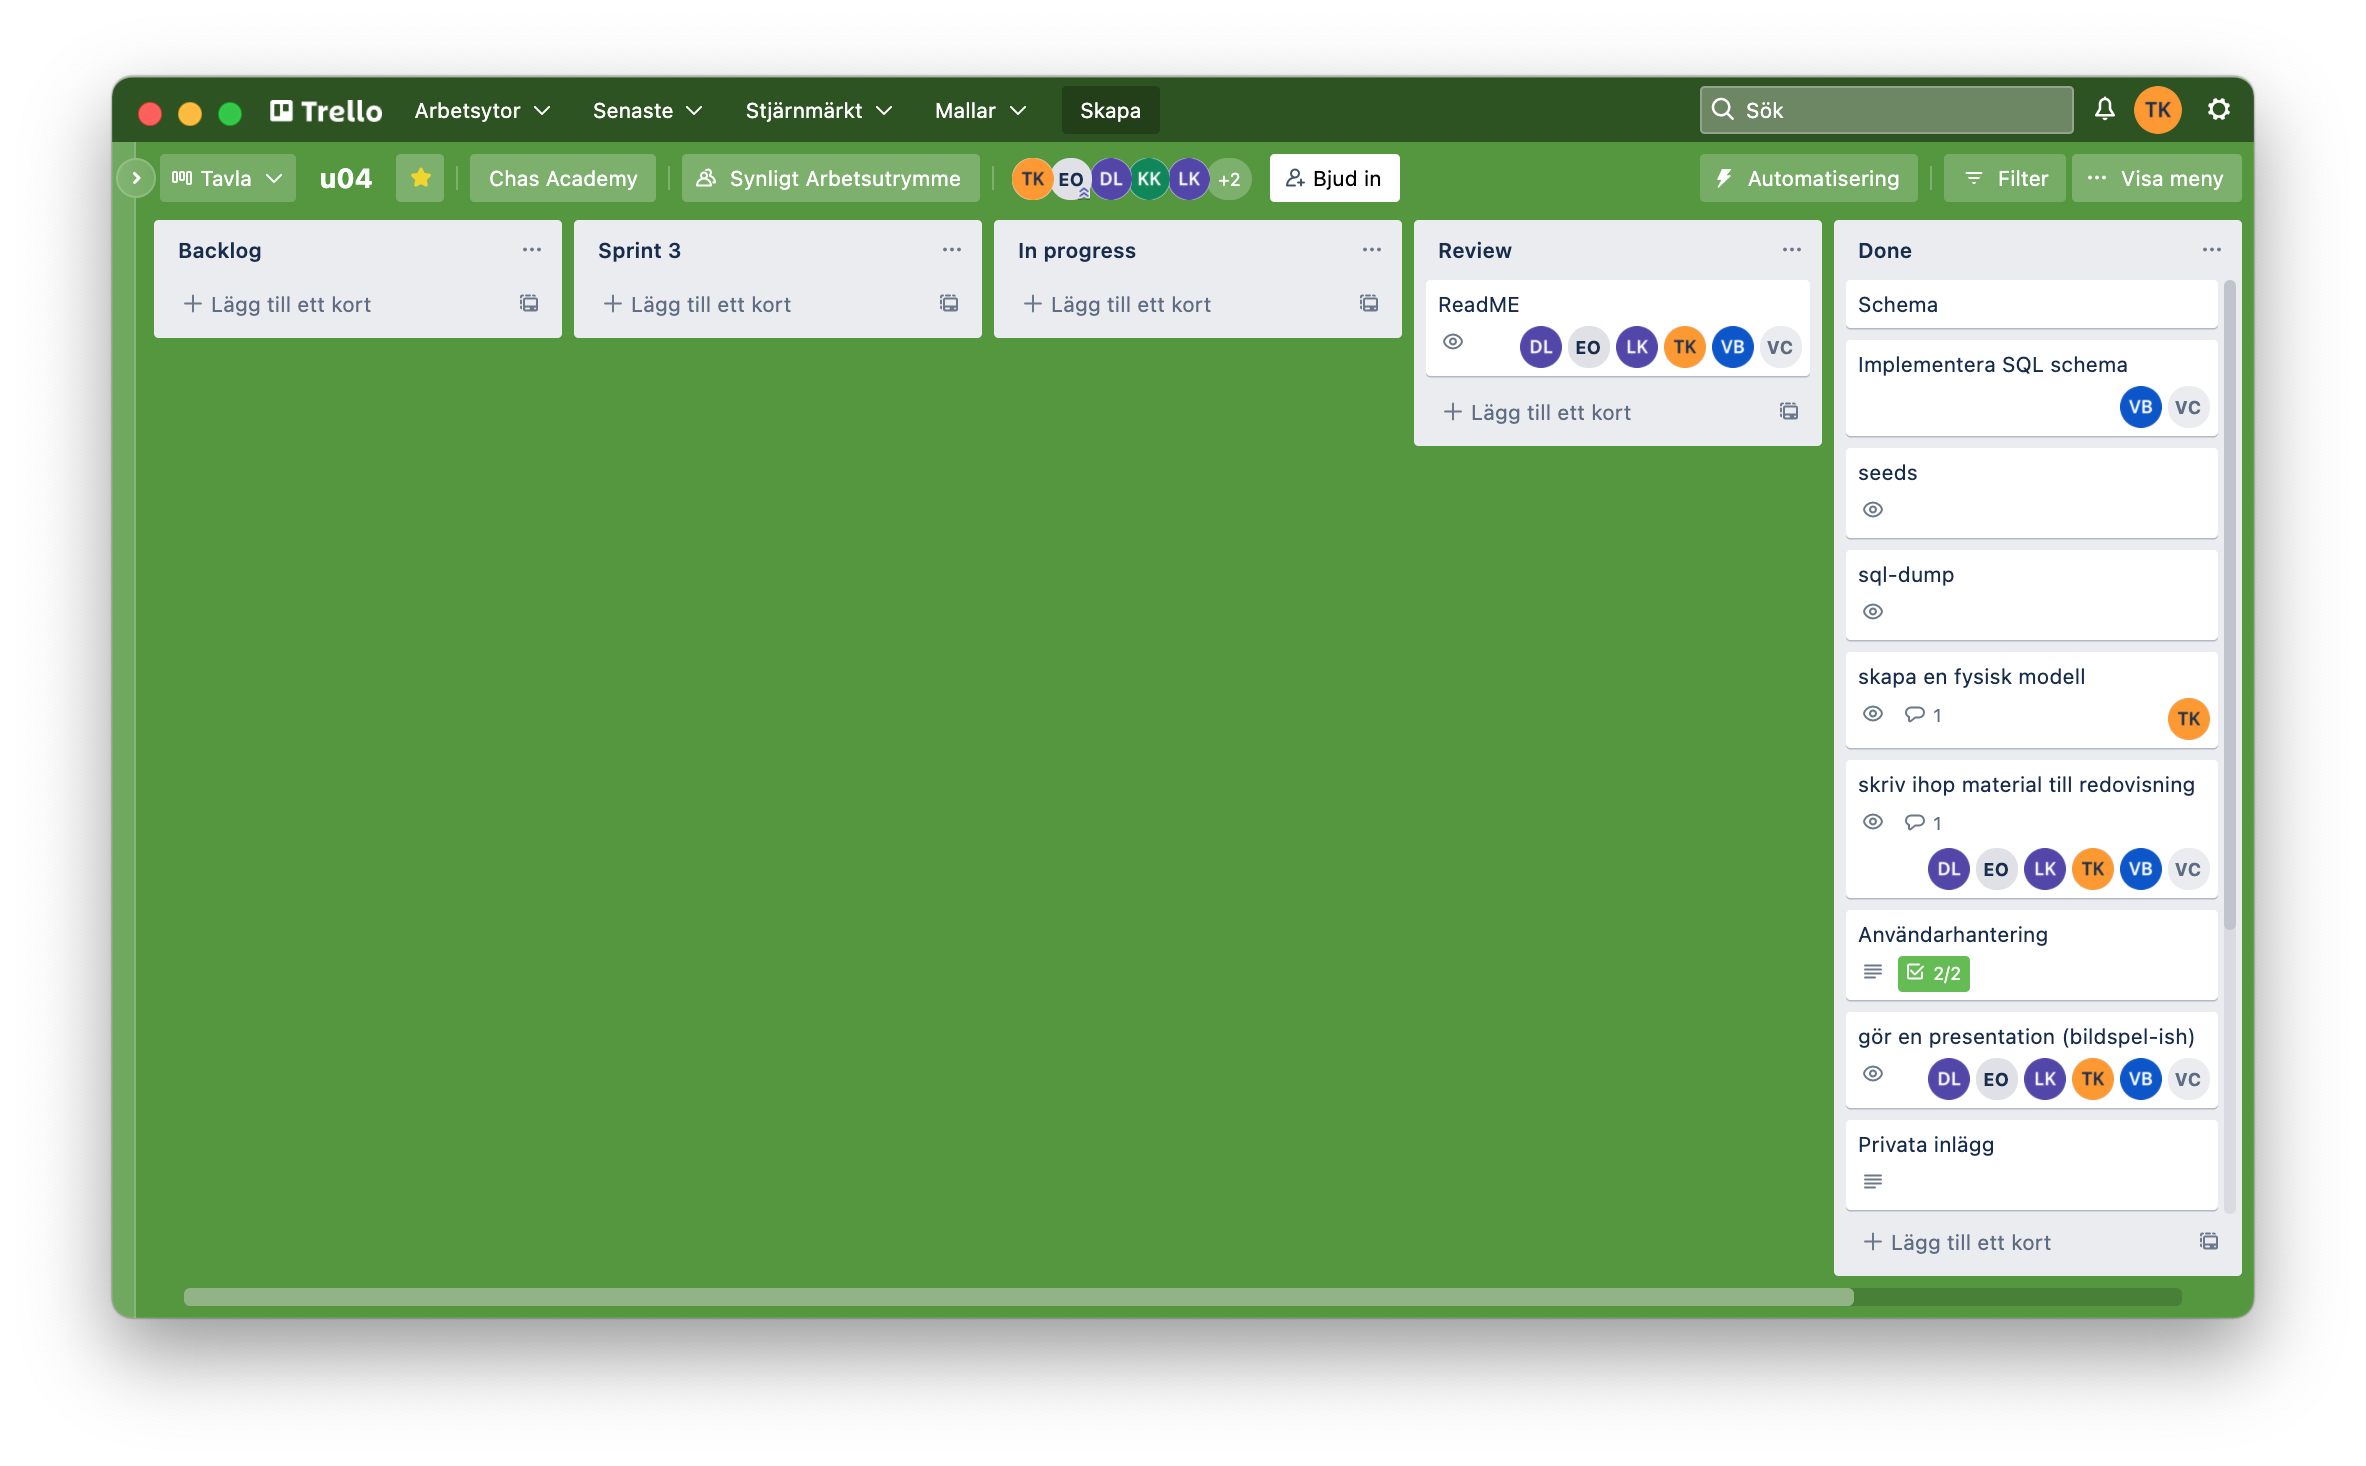 Trello Arbetsytor Senaste Stjärnmärkt Mallar Skapa Sök TK
Tavla u04 Chas Academy Synligt Arbetsutrymme TK EO DL KK LK +2 Bjud in Automatisering Filter Visa meny
Backlog
Lägg till ett kort
Sprint 3
Lägg till ett kort
In progress
Lägg till ett kort
Review
ReadME
DL EO LK TK VB VC
Lägg till ett kort
Done
Schema
Implementera SQL schema
VB VC
seeds
sql-dump
skapa en fysisk modell
1 TK
skriv ihop material till redovisning
1
DL EO LK TK VB VC
Användarhantering
2/2
gör en presentation (bildspel-ish)
DL EO LK TK VB VC
Privata inlägg
Lägg till ett kort